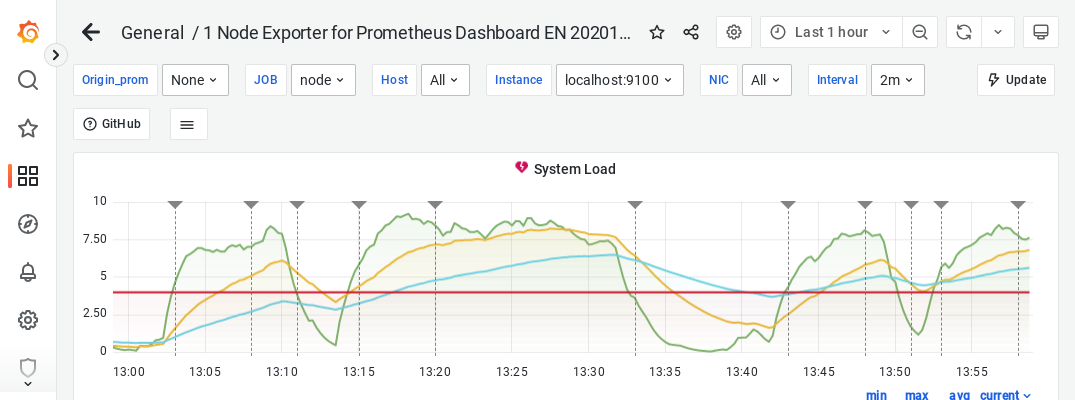 General / 1 Node Exporter for Prometheus Dashboard EN 20201...
Last 1 hour
Origin_prom None JOB node Host All Instance localhost:9100 NIC All Interval 2m Update
GitHub
System Load
10
7.50
5
2.50
0
13:00 13:05 13:10 13:15 13:20 13:25 13:30 13:35 13:40 13:45 13:50 13:55
min max avg current